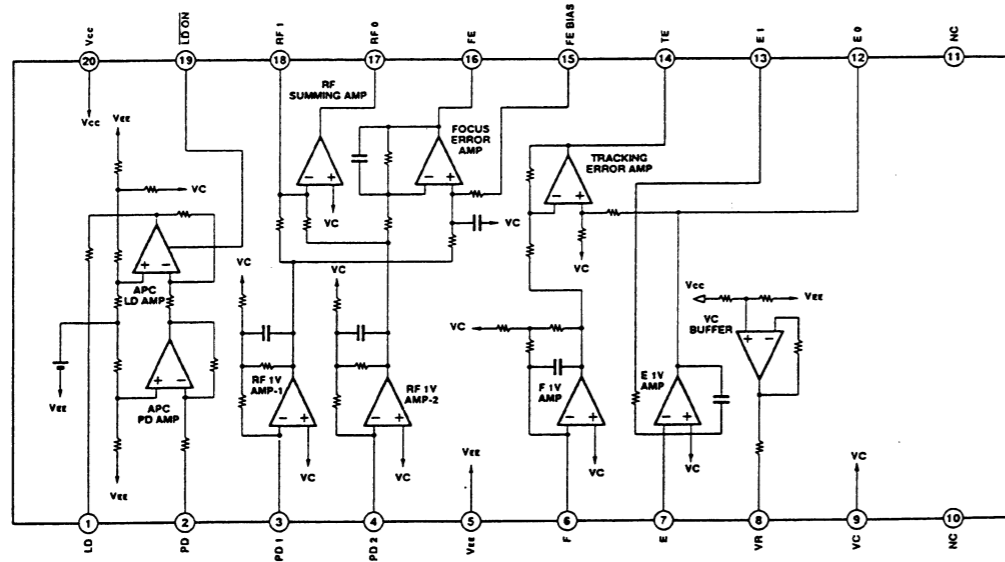 Vcc
LD ON
RF 1
RF 0
FE
FE BIAS
TE
E 1
E 0
NC
20
19
18
17
16
15
14
13
12
11
RF
SUMMING AMP
Vcc
VEE
FOCUS
ERROR
AMP
TRACKING
ERROR AMP
VC
VC
VC
VC
APC
LD AMP
VC
VC
VC
Vcc
VEE
VC
BUFFER
RF 1V
AMP-1
RF 1V
AMP-2
F 1V
AMP
E 1V
AMP
VEE
APC
PD AMP
VEE
VC
VC
VEE
VC
VC
VC
1
2
3
4
5
6
7
8
9
10
LD
PD
PD 1
PD 2
VEE
F
E
VR
VC
NC
− +
− +
− +
+ −
+ −
+ −
− +
− +
− +
− +